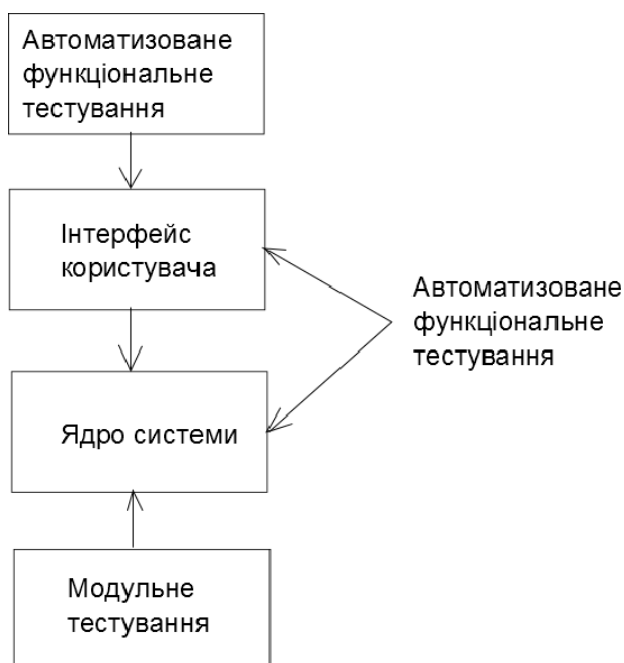 Автоматизоване
функціональне
тестування
Інтерфейс
користувача
Автоматизоване
функціональне
тестування
Ядро системи
Модульне
тестування